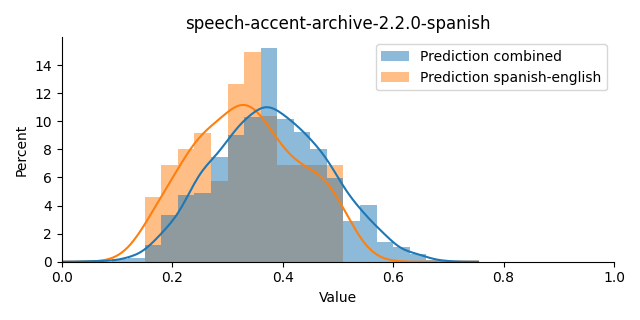 speech-accent-archive-2.2.0-spanish
Prediction combined
Prediction spanish-english
Percent
14
12
10
8
6
4
2
0
0.0 0.2 0.4 0.6 0.8 1.0
Value